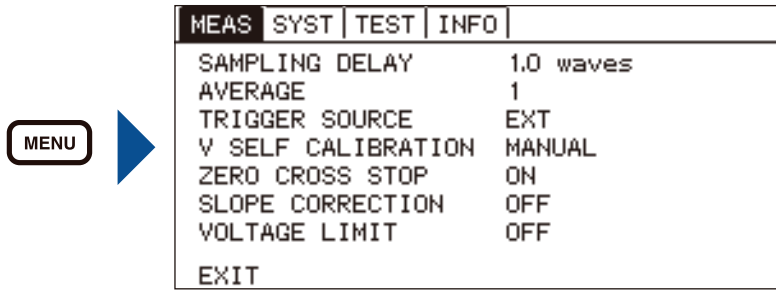 MENU
MEAS SYST TEST INFO
SAMPLING DELAY 1.0 waves
AVERAGE 1
TRIGGER SOURCE EXT
V SELF CALIBRATION MANUAL
ZERO CROSS STOP ON
SLOPE CORRECTION OFF
VOLTAGE LIMIT OFF
EXIT